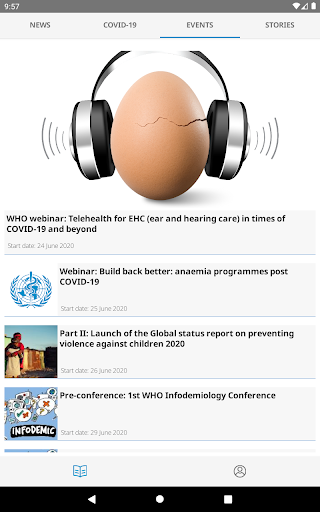 9:57
NEWS
COVID-19
EVENTS
STORIES
WHO webinar: Telehealth for EHC (ear and hearing care) in times of
COVID-19 and beyond
Start date: 24 June 2020
Webinar: Build back better: anaemia programmes post
COVID-19
Start date: 25 June 2020
Part II: Launch of the Global status report on preventing
violence against children 2020
Start date: 26 June 2020
Pre-conference: 1st WHO Infodemiology Conference
INFODEMIC
Start date: 29 June 2020